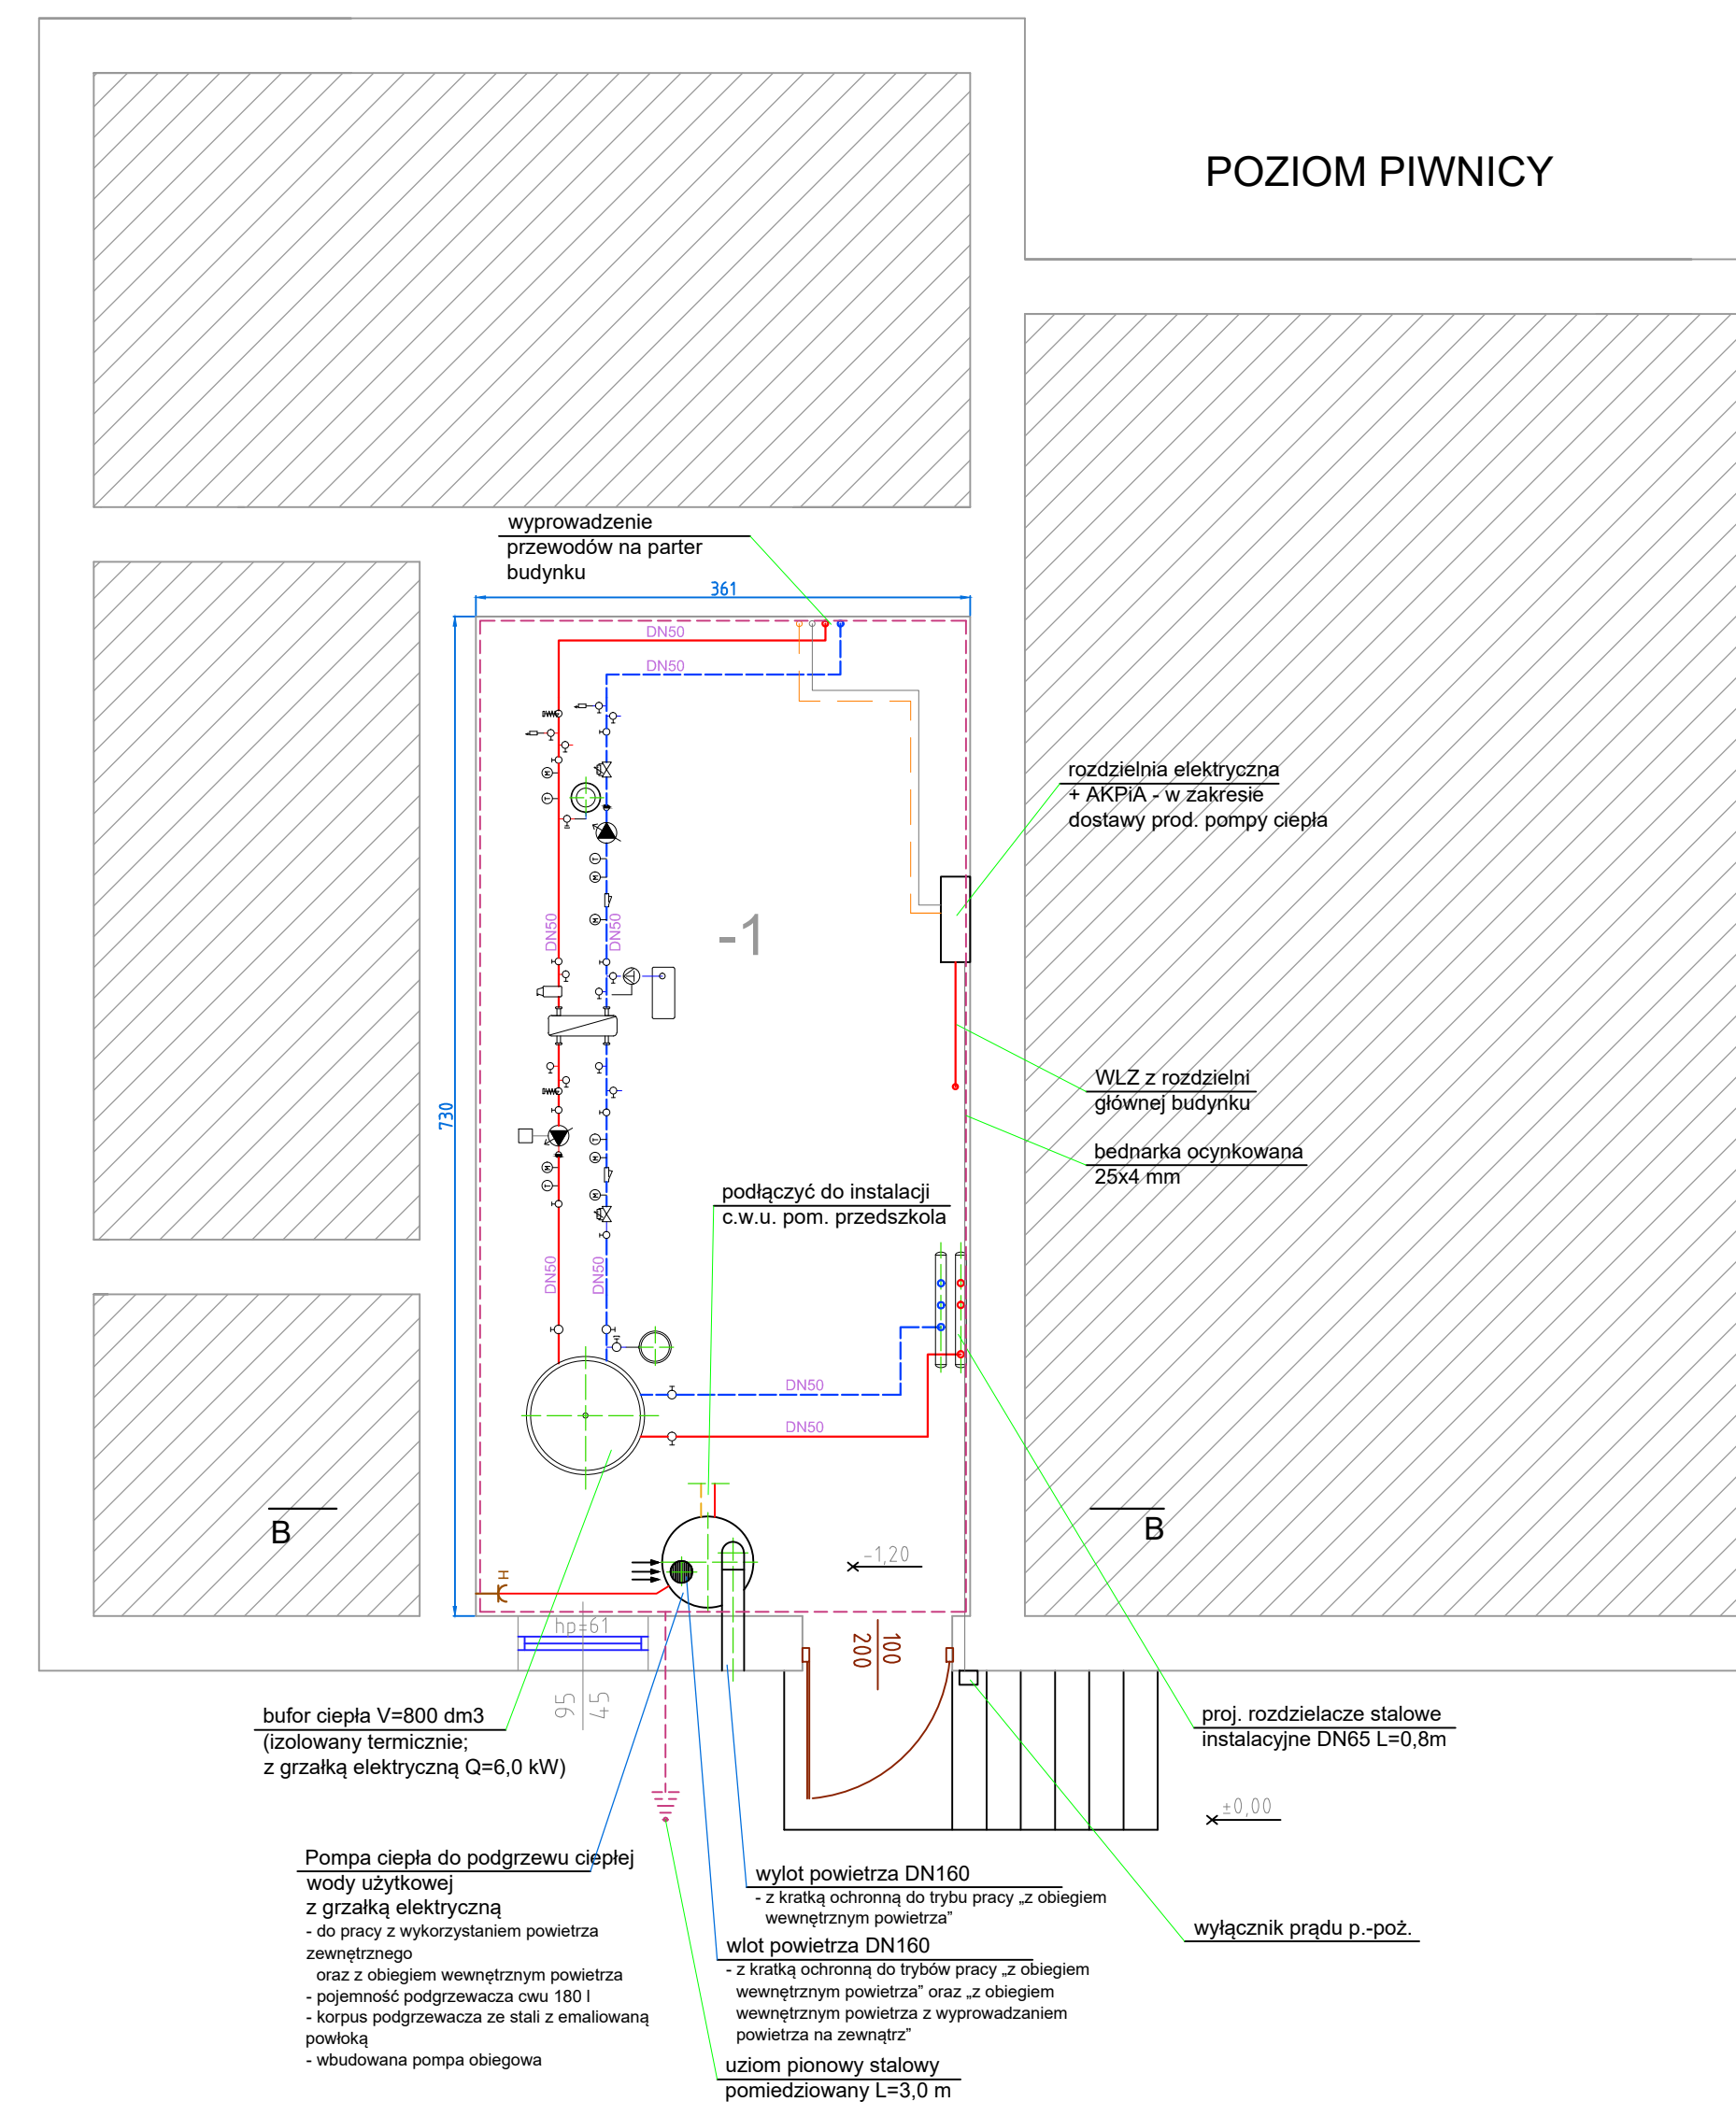 POZIOM PIWNICY
wyprowadzenie
przewodów na parter
budynku
361
DN50
DN50
rozdzielnia elektryczna
+ AKPiA - w zakresie
dostawy prod. pompy ciepła
DN50
DN50
-1
WLZ z rozdzielni
głównej budynku
730
bednarka ocynkowana
25x4 mm
podłączyć do instalacji
c.w.u. pom. przedszkola
DN50
DN50
DN50
DN50
B
B
-1,20
H
hp=61
100
200
95
45
bufor ciepła V=800 dm3
(izolowany termicznie;
z grzałką elektryczną Q=6,0 kW)
proj. rozdzielacze stalowe
instalacyjne DN65 L=0,8m
±0,00
Pompa ciepła do podgrzewu ciepłej
wody użytkowej
z grzałką elektryczną
- do pracy z wykorzystaniem powietrza
zewnętrznego
oraz z obiegiem wewnętrznym powietrza
- pojemność podgrzewacza cwu 180 l
- korpus podgrzewacza ze stali z emaliowaną
powłoką
- wbudowana pompa obiegowa
wylot powietrza DN160
- z kratką ochronną do trybu pracy „z obiegiem
wewnętrznym powietrza”
wyłącznik prądu p.-poż.
wlot powietrza DN160
- z kratką ochronną do trybów pracy „z obiegiem
wewnętrznym powietrza” oraz „z obiegiem
wewnętrznym powietrza z wyprowadzaniem
powietrza na zewnątrz”
uziom pionowy stalowy
pomiedziowany L=3,0 m